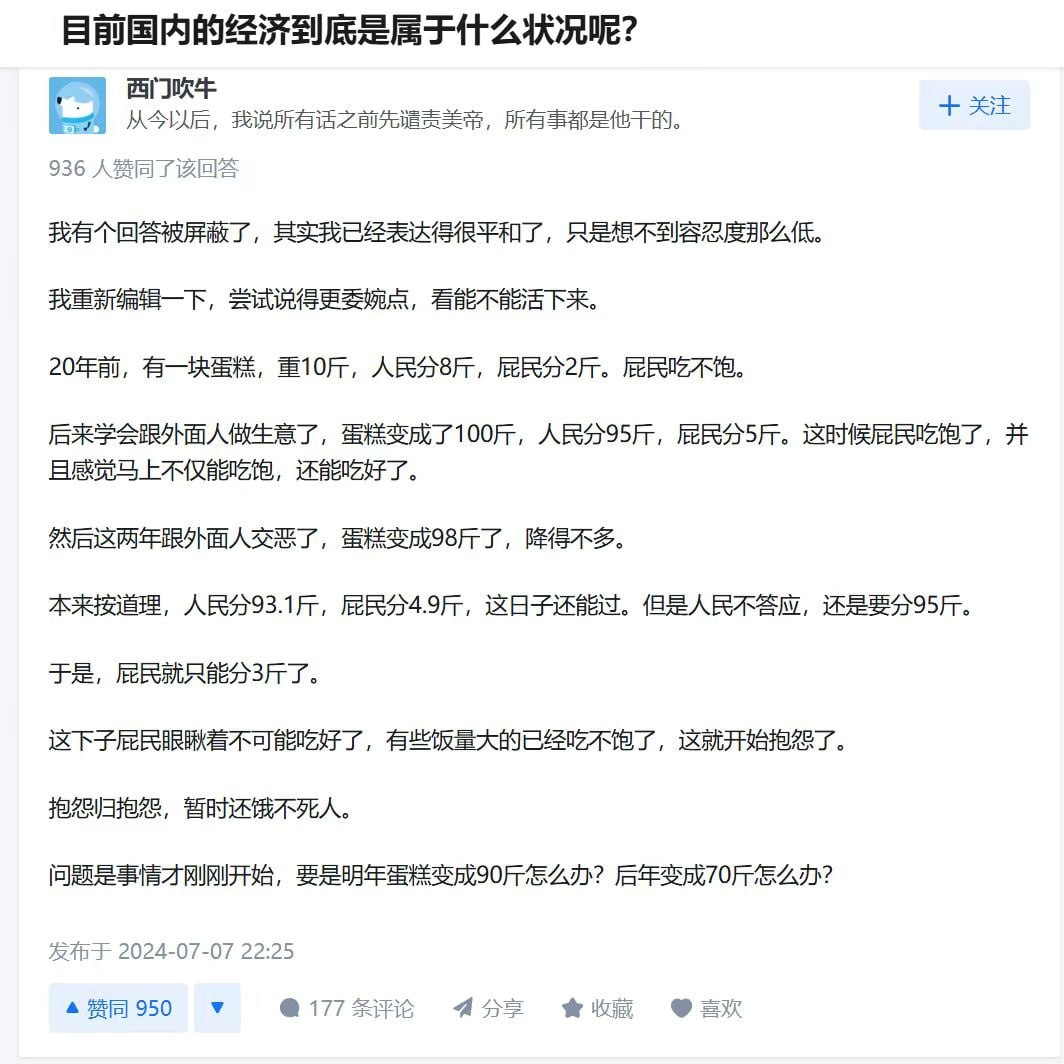 目前国内的经济到底是属于什么状况呢？
西门吹牛
从今以后，我说所有话之前先谴责美帝，所有事都是他干的。
+ 关注
936 人赞同了该回答
我有个回答被屏蔽了，其实我已经表达得很平和了，只是想不到容忍度那么低。
我重新编辑一下，尝试说得更委婉点，看能不能活下来。
20年前，有一块蛋糕，重10斤，人民分8斤，屁民分2斤。屁民吃不饱。
后来学会跟外面人做生意了，蛋糕变成了100斤，人民分95斤，屁民分5斤。这时候屁民吃饱了，并
且感觉马上不仅能吃饱，还能吃好了。
然后这两年跟外面人交恶了，蛋糕变成98斤了，降得不多。
本来按道理，人民分93.1斤，屁民分4.9斤，这日子还能过。但是人民不答应，还是要分95斤。
于是，屁民就只能分3斤了。
这下子屁民眼瞅着不可能吃好了，有些饭量大的已经吃不饱了，这就开始抱怨了。
抱怨归抱怨，暂时还饿不死人。
问题是事情才刚刚开始，要是明年蛋糕变成90斤怎么办？后年变成70斤怎么办？
发布于 2024-07-07 22:25
赞同 950 177 条评论 分享 收藏 喜欢